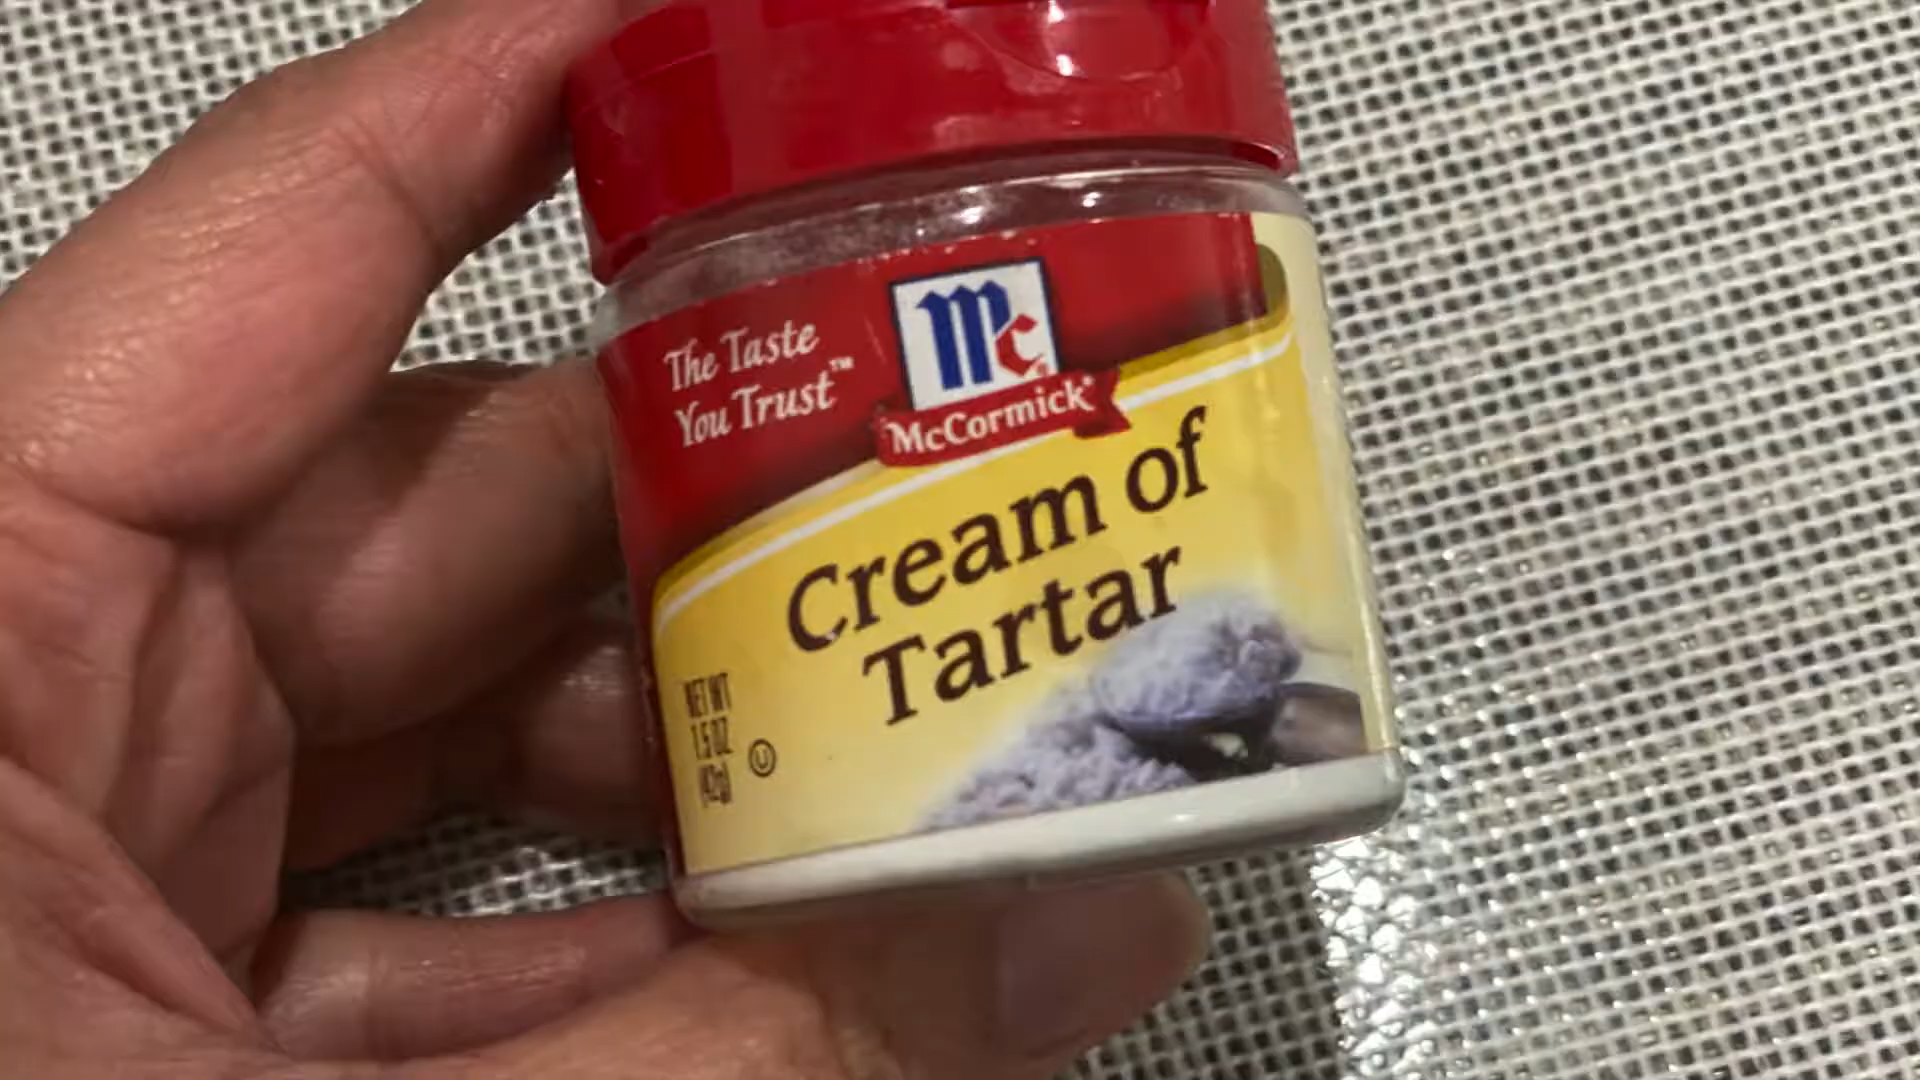 The Taste
You Trust™
Mc
McCormick®
Cream of
Tartar
NET WT
1.5 OZ
(42g)
U